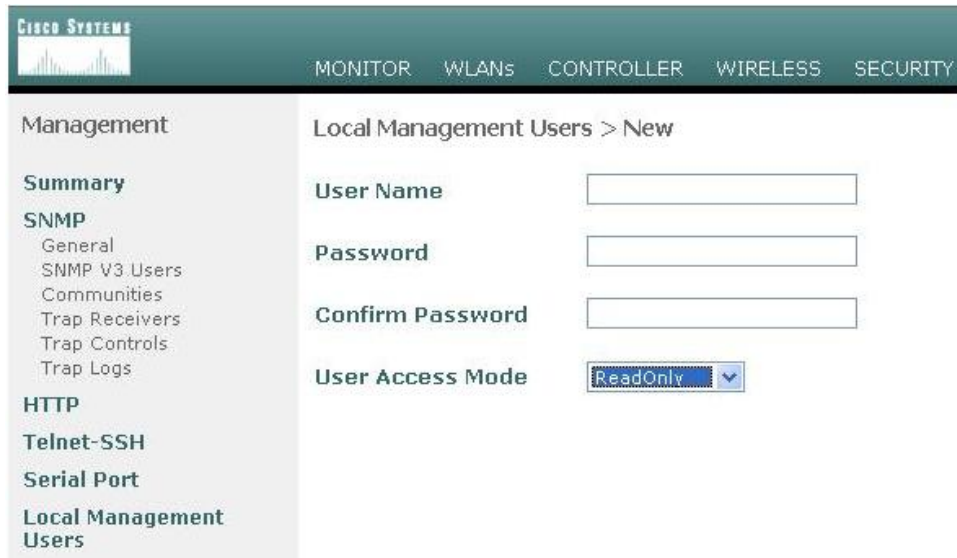 CISCO SYSTEMS
MONITOR WLANs CONTROLLER WIRELESS SECURITY
Management
Summary
SNMP
General
SNMP V3 Users
Communities
Trap Receivers
Trap Controls
Trap Logs
HTTP
Telnet-SSH
Serial Port
Local Management
Users
Local Management Users > New
User Name
Password
Confirm Password
User Access Mode ReadOnly